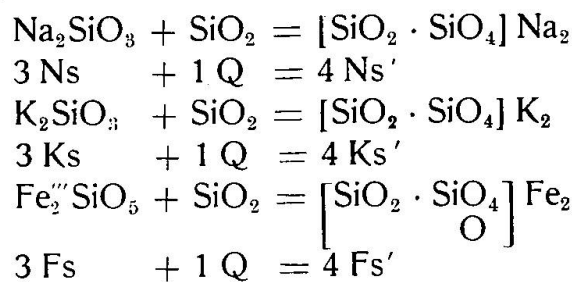 Na₂SiO₃ + SiO₂ = [SiO₂ · SiO₄] Na₂
3 Ns + 1 Q = 4 Ns′
K₂SiO₃ + SiO₂ = [SiO₂ · SiO₄] K₂
3 Ks + 1 Q = 4 Ks′
Fe₂‴SiO₅ + SiO₂ = [SiO₂ · SiO₄] Fe₂
O
3 Fs + 1 Q = 4 Fs′